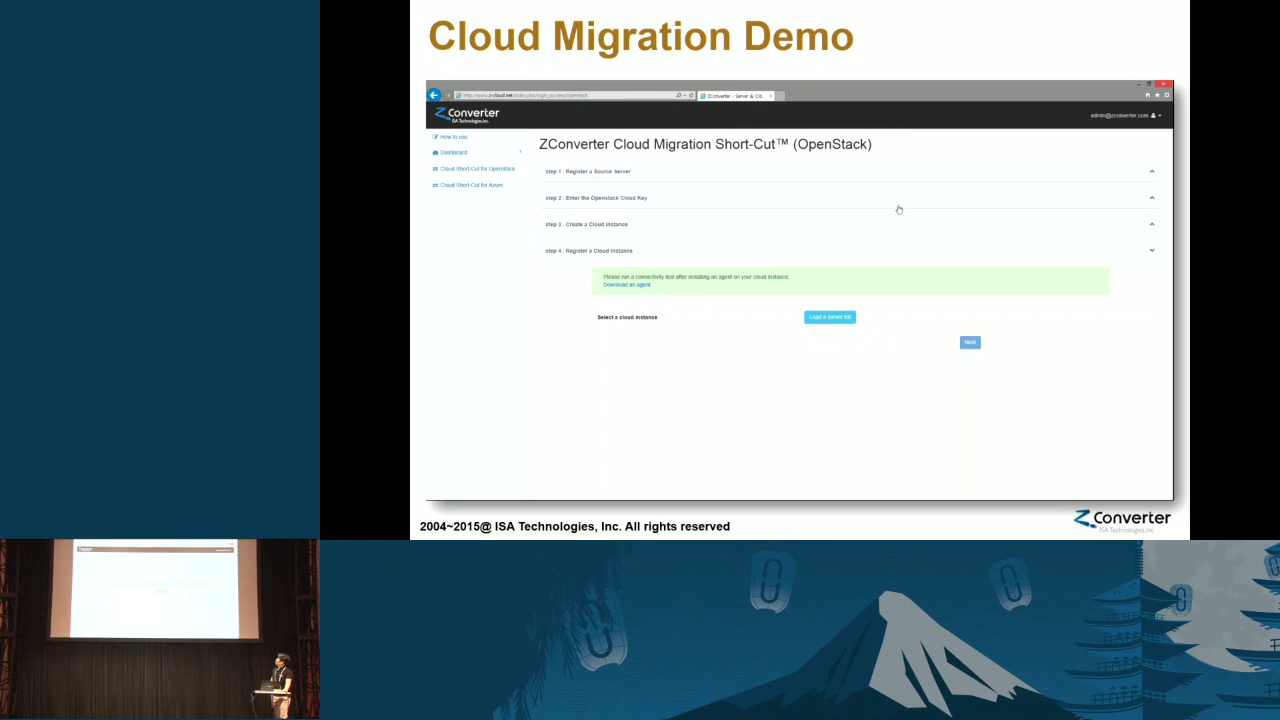 Cloud Migration Demo
ZConverter - Server & Clo...
ZConverter
ISA Technologies,Inc.
admin@zconverter.com
How to use
Dashboard
Cloud Short-Cut for Openstack
Cloud Short-Cut for Azure
ZConverter Cloud Migration Short-Cut™ (OpenStack)
step 1 . Register a Source Server
step 2 . Enter the Openstack Cloud Key
step 3 . Create a Cloud Instance
step 4 . Register a Cloud Instance
Please run a connectivity test after installing an agent on your cloud instance.
Download an agent
Select a cloud instance
Load a server list
Next
2004~2015@ ISA Technologies, Inc. All rights reserved
ZConverter
ISA Technologies,Inc.